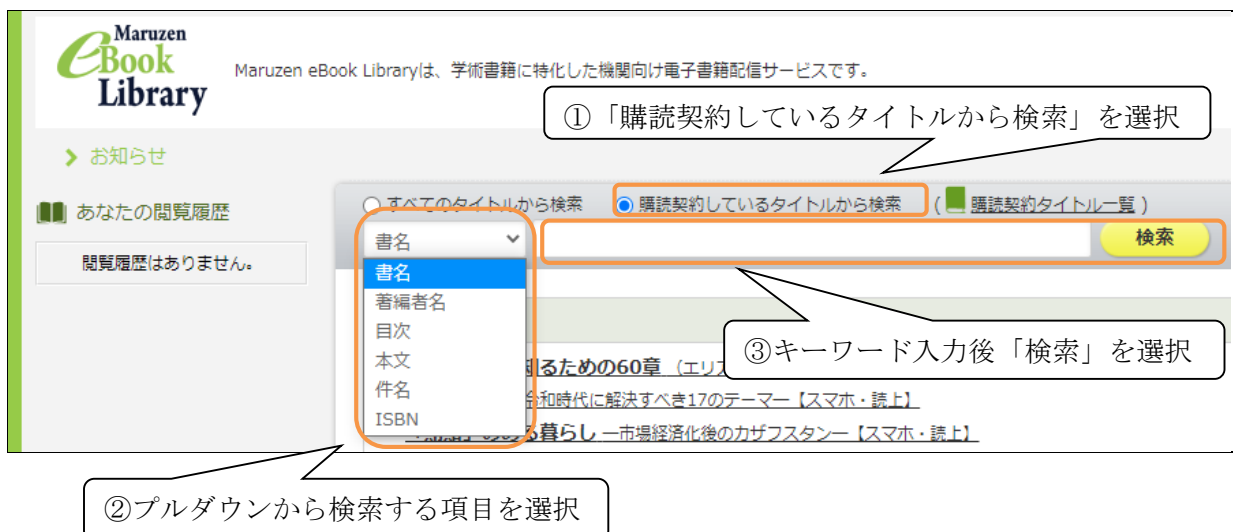 Maruzen
eBook
Library
Maruzen eBook Libraryは、学術書籍に特化した機関向け電子書籍配信サービスです。
①「購読契約しているタイトルから検索」を選択
お知らせ
あなたの閲覧履歴
閲覧履歴はありません。
すべてのタイトルから検索 購読契約しているタイトルから検索 ( 購読契約タイトル一覧 )
書名 検索
書名
著編者名
目次
本文
件名
ISBN
③キーワード入力後「検索」を選択
るための60章 (エリ
令和時代に解決すべき17のテーマー【スマホ・読上】
る暮らし ー市場経済化後のカザフスタンー【スマホ・読上】
②プルダウンから検索する項目を選択